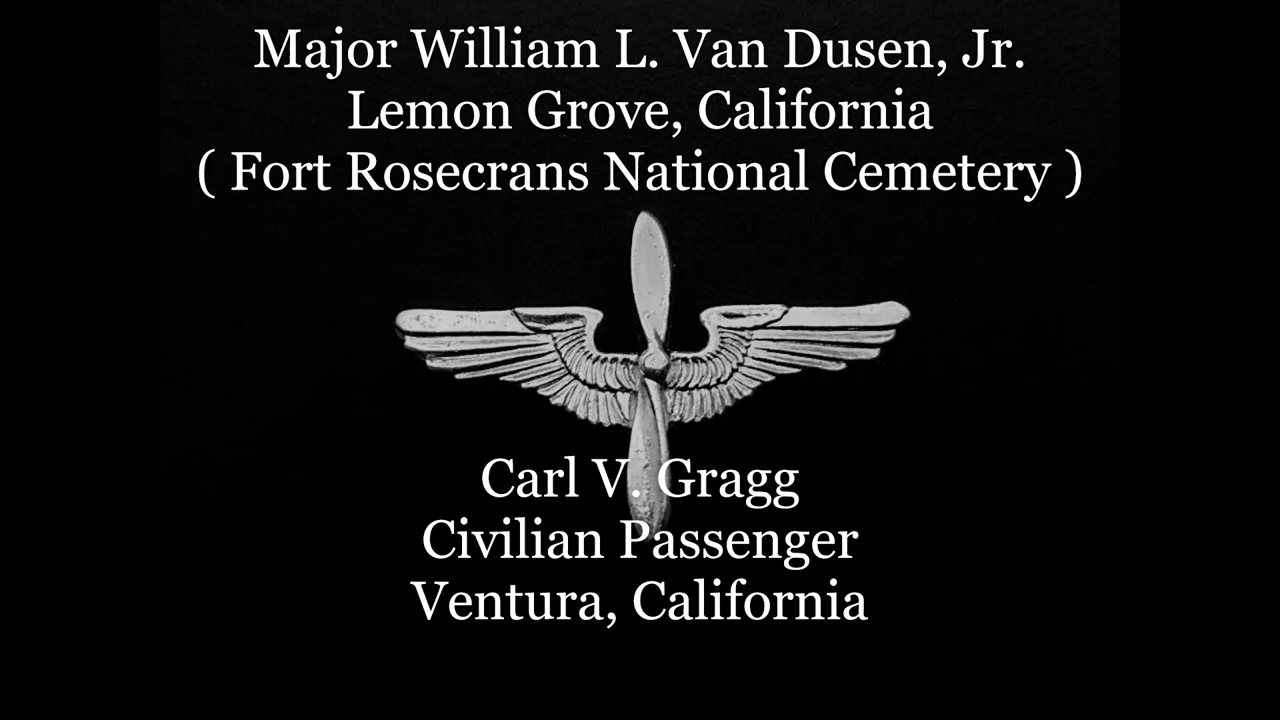 Major William L. Van Dusen, Jr.
Lemon Grove, California
( Fort Rosecrans National Cemetery )
Carl V. Gragg
Civilian Passenger
Ventura, California